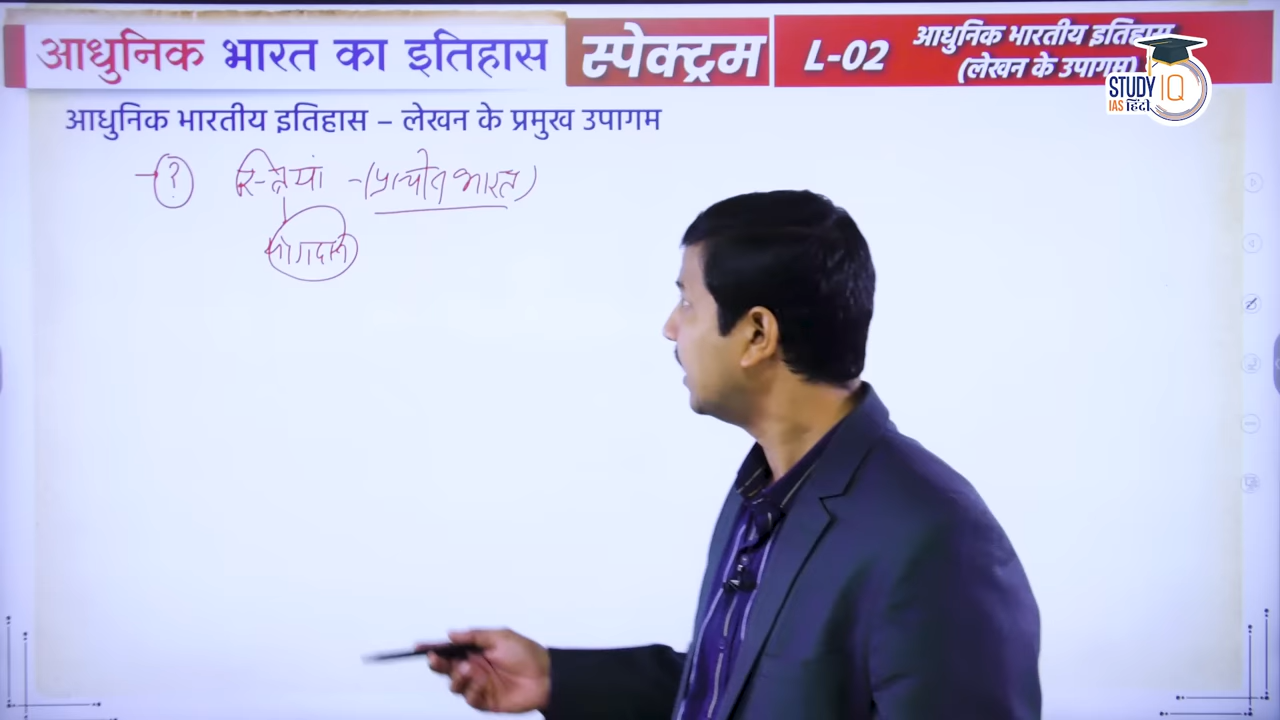 आधुनिक भारत का इतिहास स्पेक्ट्रम L-02 आधुनिक भारतीय इतिहास
(लेखन के उपागम)
STUDY IQ
IAS हिंदी
आधुनिक भारतीय इतिहास – लेखन के प्रमुख उपागम
→ ? स्त्रियां - (प्राचीन भारत)
योगदान